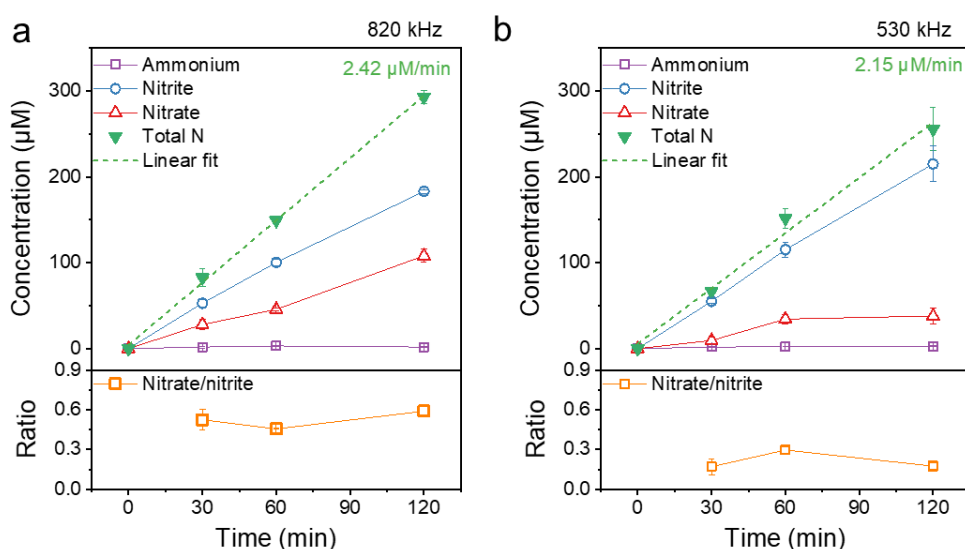 a
820 kHz
Ammonium
Nitrite
Nitrate
Total N
Linear fit
2.42 µM/min
Concentration (µM)
300
200
100
0
0.9
0.6
0.3
0.0
Ratio
Nitrate/nitrite
0 30 60 90 120
Time (min)
b
530 kHz
Ammonium
Nitrite
Nitrate
Total N
Linear fit
2.15 µM/min
Concentration (µM)
300
200
100
0
0.9
0.6
0.3
0.0
Ratio
Nitrate/nitrite
0 30 60 90 120
Time (min)